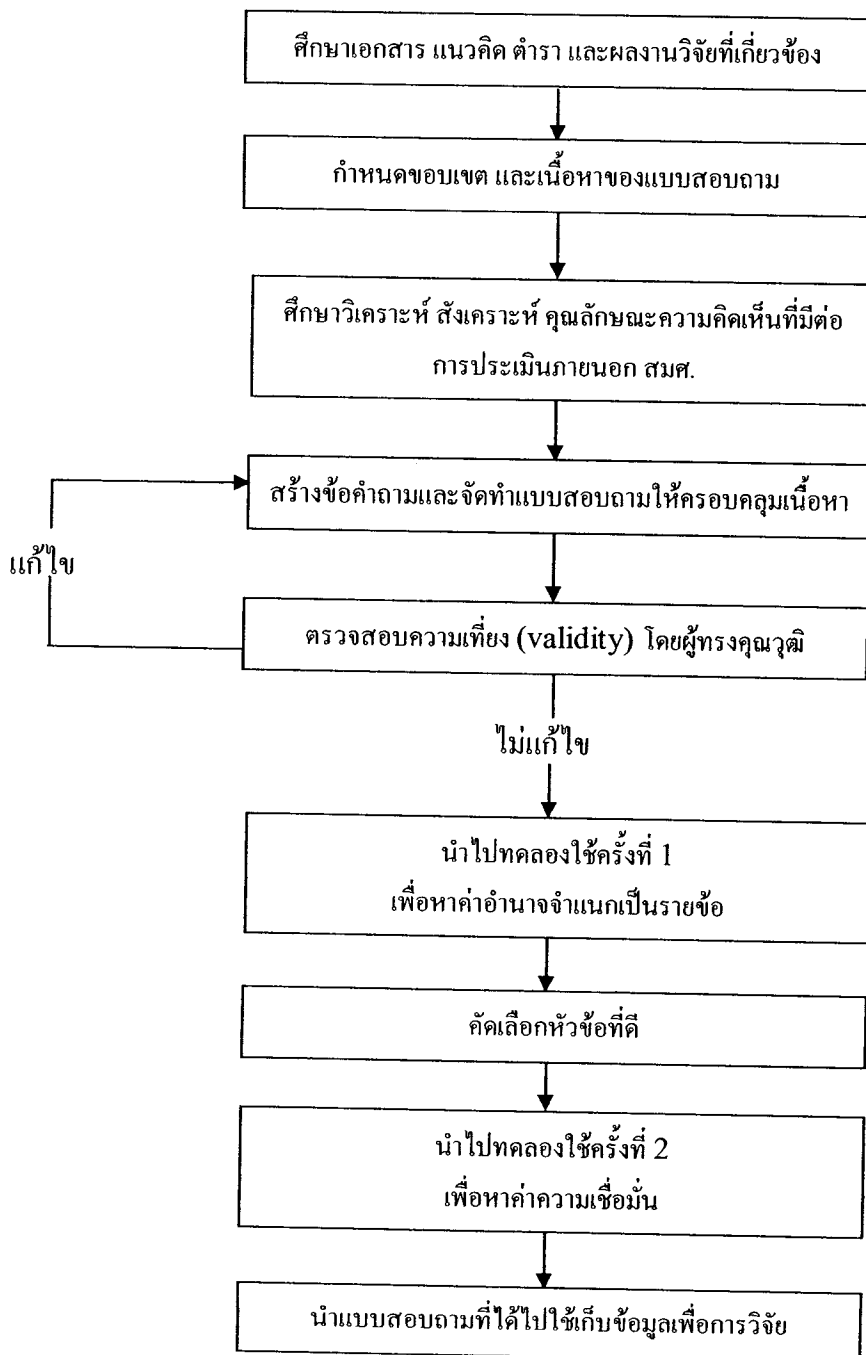 ศึกษาเอกสาร แนวคิด ตำรา และผลงานวิจัยที่เกี่ยวข้อง
กำหนดขอบเขต และเนื้อหาของแบบสอบถาม
ศึกษาวิเคราะห์ สังเคราะห์ คุณลักษณะความคิดเห็นที่มีต่อ
การประเมินภายนอก สมศ.
สร้างข้อคำถามและจัดทำแบบสอบถามให้ครอบคลุมเนื้อหา
แก้ไข
ตรวจสอบความเที่ยง (validity) โดยผู้ทรงคุณวุฒิ
ไม่แก้ไข
นำไปทดลองใช้ครั้งที่ 1
เพื่อหาค่าอำนาจจำแนกเป็นรายข้อ
คัดเลือกหัวข้อที่ดี
นำไปทดลองใช้ครั้งที่ 2
เพื่อหาค่าความเชื่อมั่น
นำแบบสอบถามที่ได้ไปใช้เก็บข้อมูลเพื่อการวิจัย